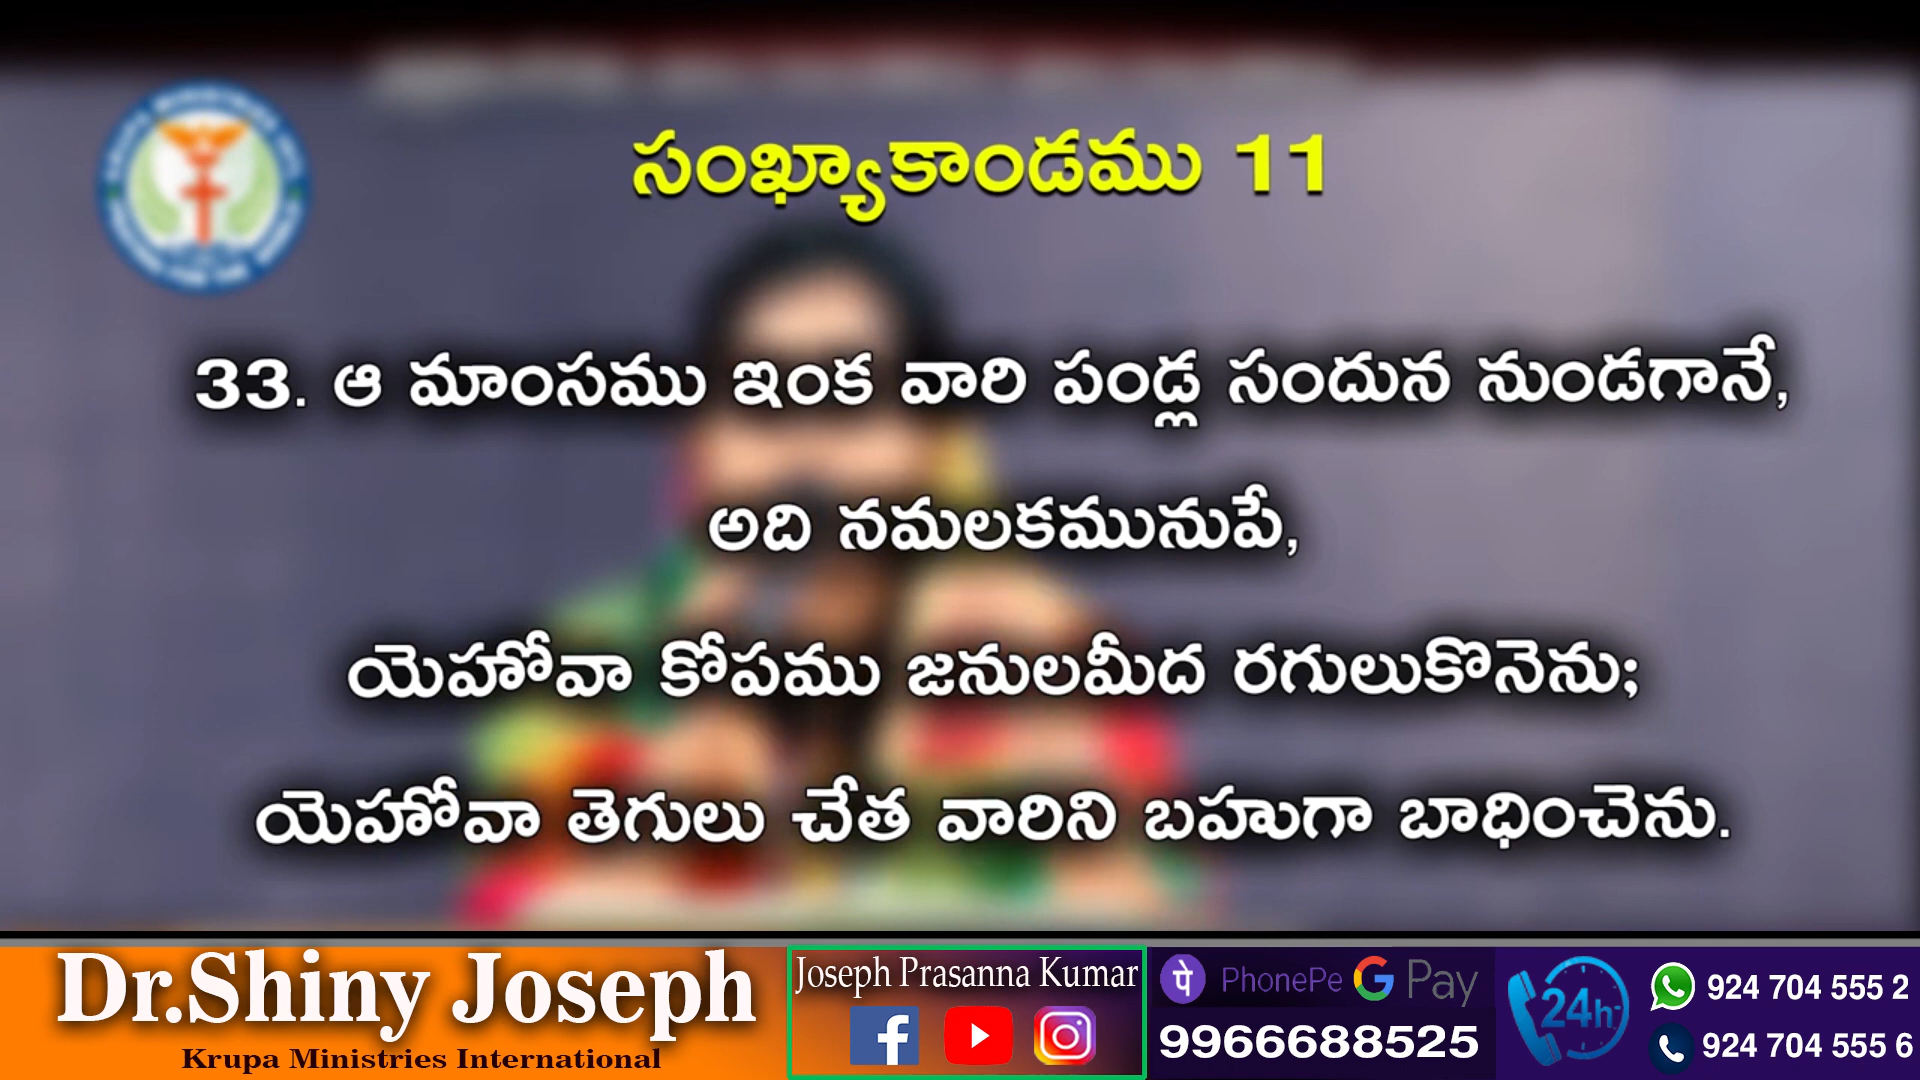 సంఖ్యాకాండము 11
33. ఆ మాంసము ఇంక వారి పండ్ల సందున నుండగానే,
అది నమలకమునుపే,
యెహోవా కోపము జనులమీద రగులుకొనెను;
యెహోవా తెగులు చేత వారిని బహుగా బాధించెను.
Dr.Shiny Joseph
Krupa Ministries International
Joseph Prasanna Kumar
PhonePe G Pay
9966688525
24h
924 704 555 2
924 704 555 6